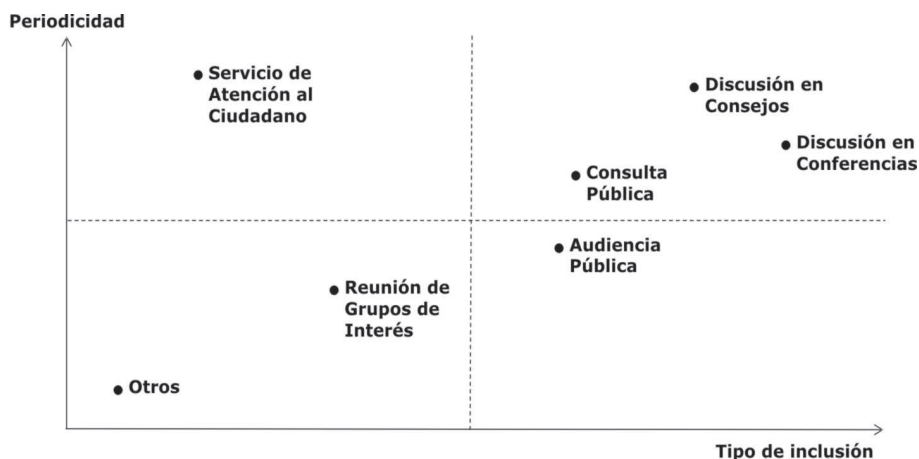 Periodicidad
Servicio de
Atención al
Ciudadano
Discusión en
Consejos
Discusión en
Conferencias
Consulta
Pública
Audiencia
Pública
Reunión de
Grupos de
Interés
Otros
Tipo de inclusión